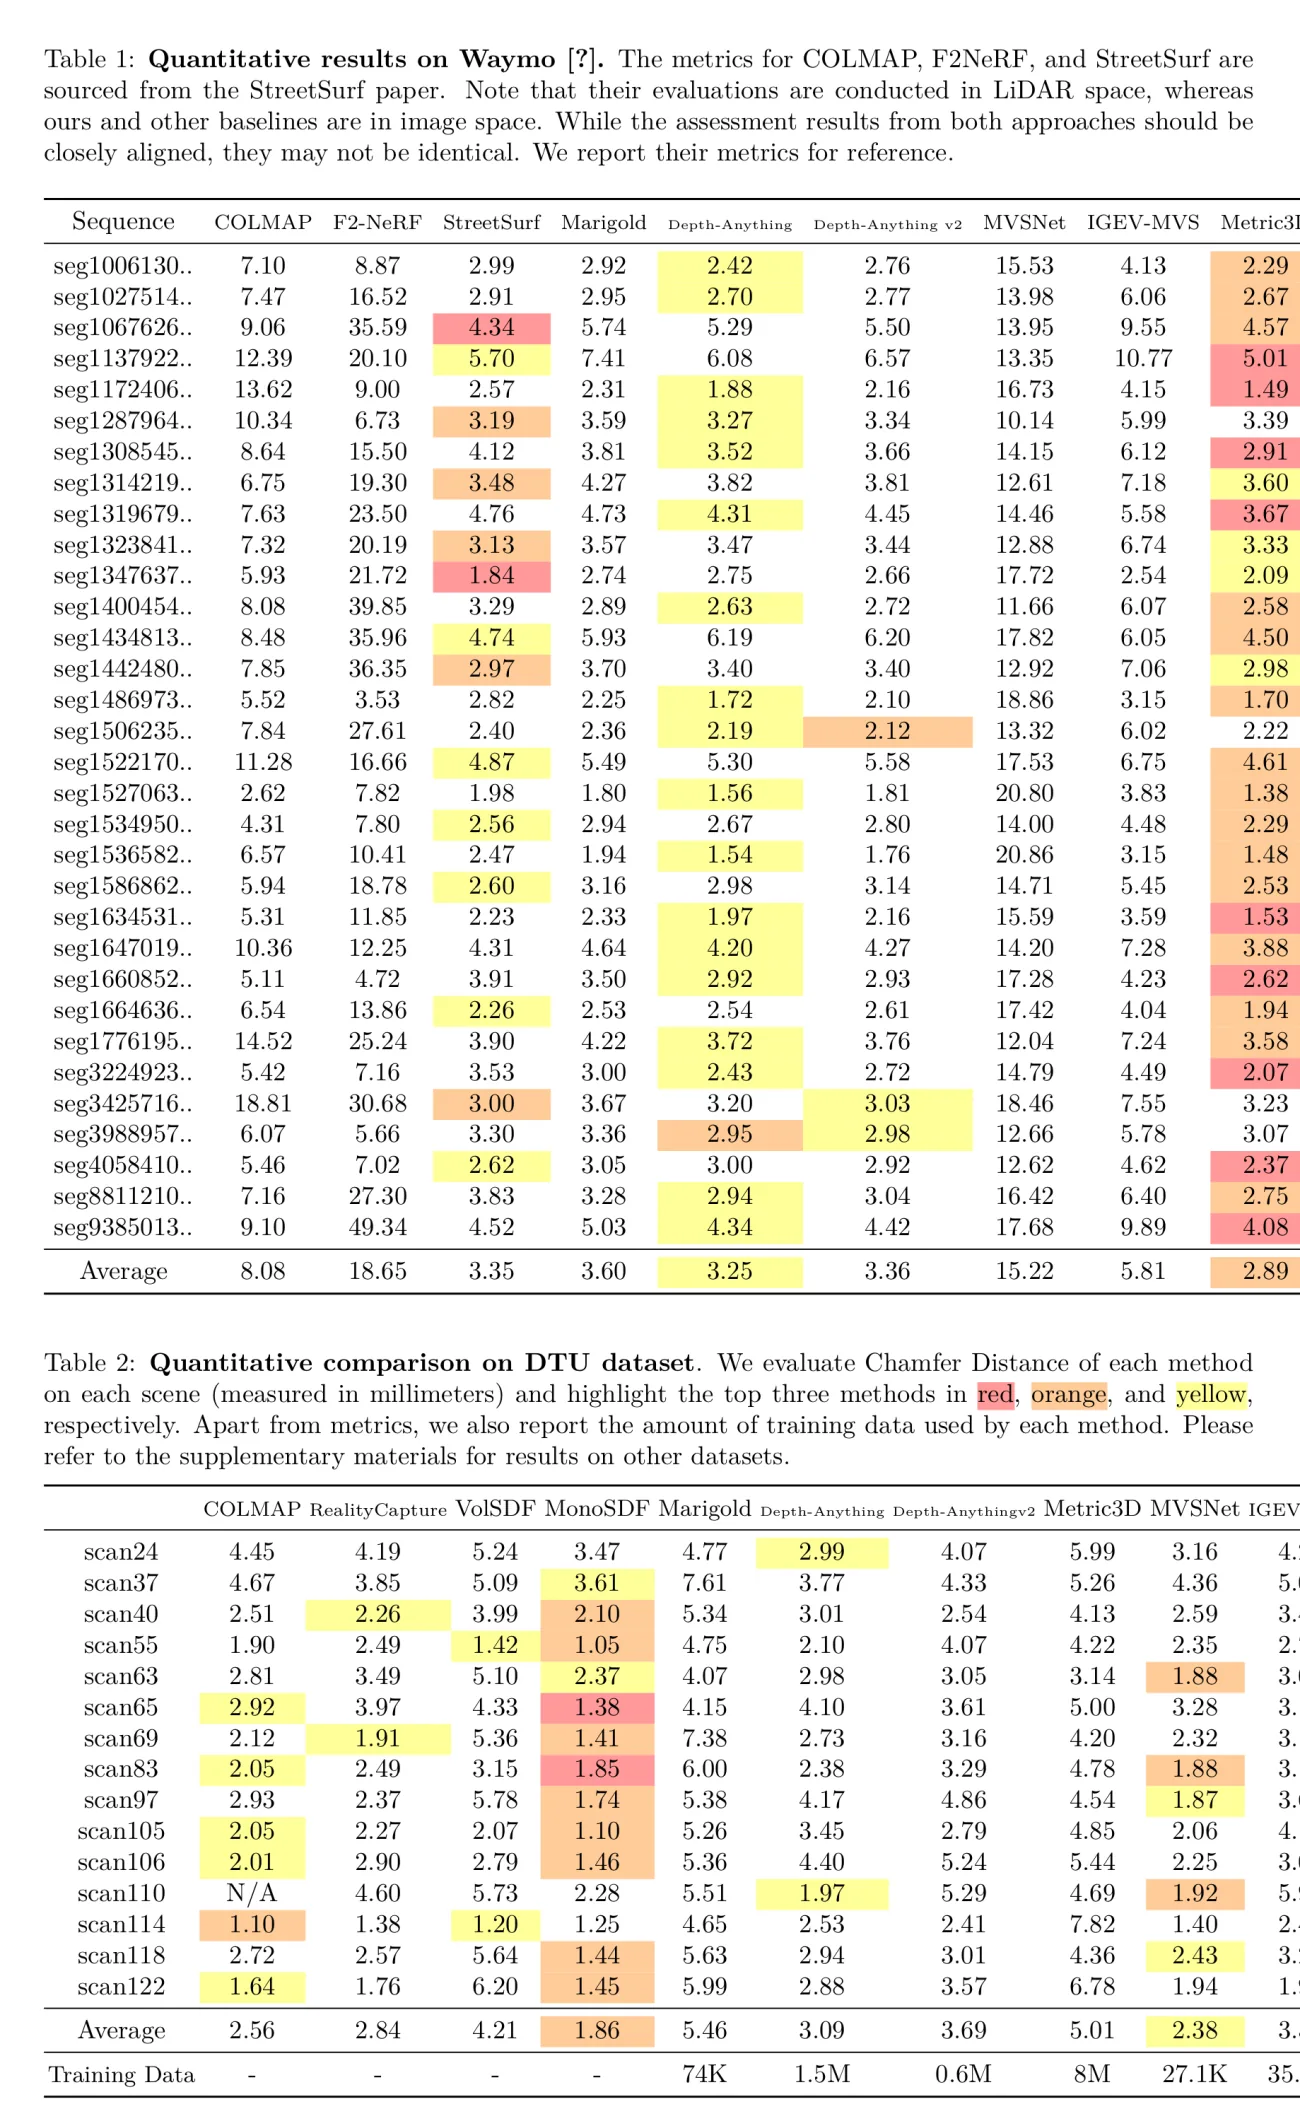 Table 1: Quantitative results on Waymo [?]. The metrics for COLMAP, F2NeRF, and StreetSurf are
sourced from the StreetSurf paper. Note that their evaluations are conducted in LiDAR space, whereas
ours and other baselines are in image space. While the assessment results from both approaches should be
closely aligned, they may not be identical. We report their metrics for reference.
Sequence COLMAP F2-NeRF StreetSurf Marigold Depth-Anything Depth-Anything v2 MVSNet IGEV-MVS Metric3D
seg1006130.. 7.10 8.87 2.99 2.92 2.42 2.76 15.53 4.13 2.29
seg1027514.. 7.47 16.52 2.91 2.95 2.70 2.77 13.98 6.06 2.67
seg1067626.. 9.06 35.59 4.34 5.74 5.29 5.50 13.95 9.55 4.57
seg1137922.. 12.39 20.10 5.70 7.41 6.08 6.57 13.35 10.77 5.01
seg1172406.. 13.62 9.00 2.57 2.31 1.88 2.16 16.73 4.15 1.49
seg1287964.. 10.34 6.73 3.19 3.59 3.27 3.34 10.14 5.99 3.39
seg1308545.. 8.64 15.50 4.12 3.81 3.52 3.66 14.15 6.12 2.91
seg1314219.. 6.75 19.30 3.48 4.27 3.82 3.81 12.61 7.18 3.60
seg1319679.. 7.63 23.50 4.76 4.73 4.31 4.45 14.46 5.58 3.67
seg1323841.. 7.32 20.19 3.13 3.57 3.47 3.44 12.88 6.74 3.33
seg1347637.. 5.93 21.72 1.84 2.74 2.75 2.66 17.72 2.54 2.09
seg1400454.. 8.08 39.85 3.29 2.89 2.63 2.72 11.66 6.07 2.58
seg1434813.. 8.48 35.96 4.74 5.93 6.19 6.20 17.82 6.05 4.50
seg1442480.. 7.85 36.35 2.97 3.70 3.40 3.40 12.92 7.06 2.98
seg1486973.. 5.52 3.53 2.82 2.25 1.72 2.10 18.86 3.15 1.70
seg1506235.. 7.84 27.61 2.40 2.36 2.19 2.12 13.32 6.02 2.22
seg1522170.. 11.28 16.66 4.87 5.49 5.30 5.58 17.53 6.75 4.61
seg1527063.. 2.62 7.82 1.98 1.80 1.56 1.81 20.80 3.83 1.38
seg1534950.. 4.31 7.80 2.56 2.94 2.67 2.80 14.00 4.48 2.29
seg1536582.. 6.57 10.41 2.47 1.94 1.54 1.76 20.86 3.15 1.48
seg1586862.. 5.94 18.78 2.60 3.16 2.98 3.14 14.71 5.45 2.53
seg1634531.. 5.31 11.85 2.23 2.33 1.97 2.16 15.59 3.59 1.53
seg1647019.. 10.36 12.25 4.31 4.64 4.20 4.27 14.20 7.28 3.88
seg1660852.. 5.11 4.72 3.91 3.50 2.92 2.93 17.28 4.23 2.62
seg1664636.. 6.54 13.86 2.26 2.53 2.54 2.61 17.42 4.04 1.94
seg1776195.. 14.52 25.24 3.90 4.22 3.72 3.76 12.04 7.24 3.58
seg3224923.. 5.42 7.16 3.53 3.00 2.43 2.72 14.79 4.49 2.07
seg3425716.. 18.81 30.68 3.00 3.67 3.20 3.03 18.46 7.55 3.23
seg3988957.. 6.07 5.66 3.30 3.36 2.95 2.98 12.66 5.78 3.07
seg4058410.. 5.46 7.02 2.62 3.05 3.00 2.92 12.62 4.62 2.37
seg8811210.. 7.16 27.30 3.83 3.28 2.94 3.04 16.42 6.40 2.75
seg9385013.. 9.10 49.34 4.52 5.03 4.34 4.42 17.68 9.89 4.08
Average 8.08 18.65 3.35 3.60 3.25 3.36 15.22 5.81 2.89
Table 2: Quantitative comparison on DTU dataset. We evaluate Chamfer Distance of each method
on each scene (measured in millimeters) and highlight the top three methods in red, orange, and yellow,
respectively. Apart from metrics, we also report the amount of training data used by each method. Please
refer to the supplementary materials for results on other datasets.
COLMAP RealityCapture VolSDF MonoSDF Marigold Depth-Anything Depth-Anythingv2 Metric3D MVSNet IGEV
scan24 4.45 4.19 5.24 3.47 4.77 2.99 4.07 5.99 3.16
scan37 4.67 3.85 5.09 3.61 7.61 3.77 4.33 5.26 4.36
scan40 2.51 2.26 3.99 2.10 5.34 3.01 2.54 4.13 2.59
scan55 1.90 2.49 1.42 1.05 4.75 2.10 4.07 4.22 2.35
scan63 2.81 3.49 5.10 2.37 4.07 2.98 3.05 3.14 1.88
scan65 2.92 3.97 4.33 1.38 4.15 4.10 3.61 5.00 3.28
scan69 2.12 1.91 5.36 1.41 7.38 2.73 3.16 4.20 2.32
scan83 2.05 2.49 3.15 1.85 6.00 2.38 3.29 4.78 1.88
scan97 2.93 2.37 5.78 1.74 5.38 4.17 4.86 4.54 1.87
scan105 2.05 2.27 2.07 1.10 5.26 3.45 2.79 4.85 2.06
scan106 2.01 2.90 2.79 1.46 5.36 4.40 5.24 5.44 2.25
scan110 N/A 4.60 5.73 2.28 5.51 1.97 5.29 4.69 1.92
scan114 1.10 1.38 1.20 1.25 4.65 2.53 2.41 7.82 1.40
scan118 2.72 2.57 5.64 1.44 5.63 2.94 3.01 4.36 2.43
scan122 1.64 1.76 6.20 1.45 5.99 2.88 3.57 6.78 1.94
Average 2.56 2.84 4.21 1.86 5.46 3.09 3.69 5.01 2.38
Training Data - - - - 74K 1.5M 0.6M 8M 27.1K 35.